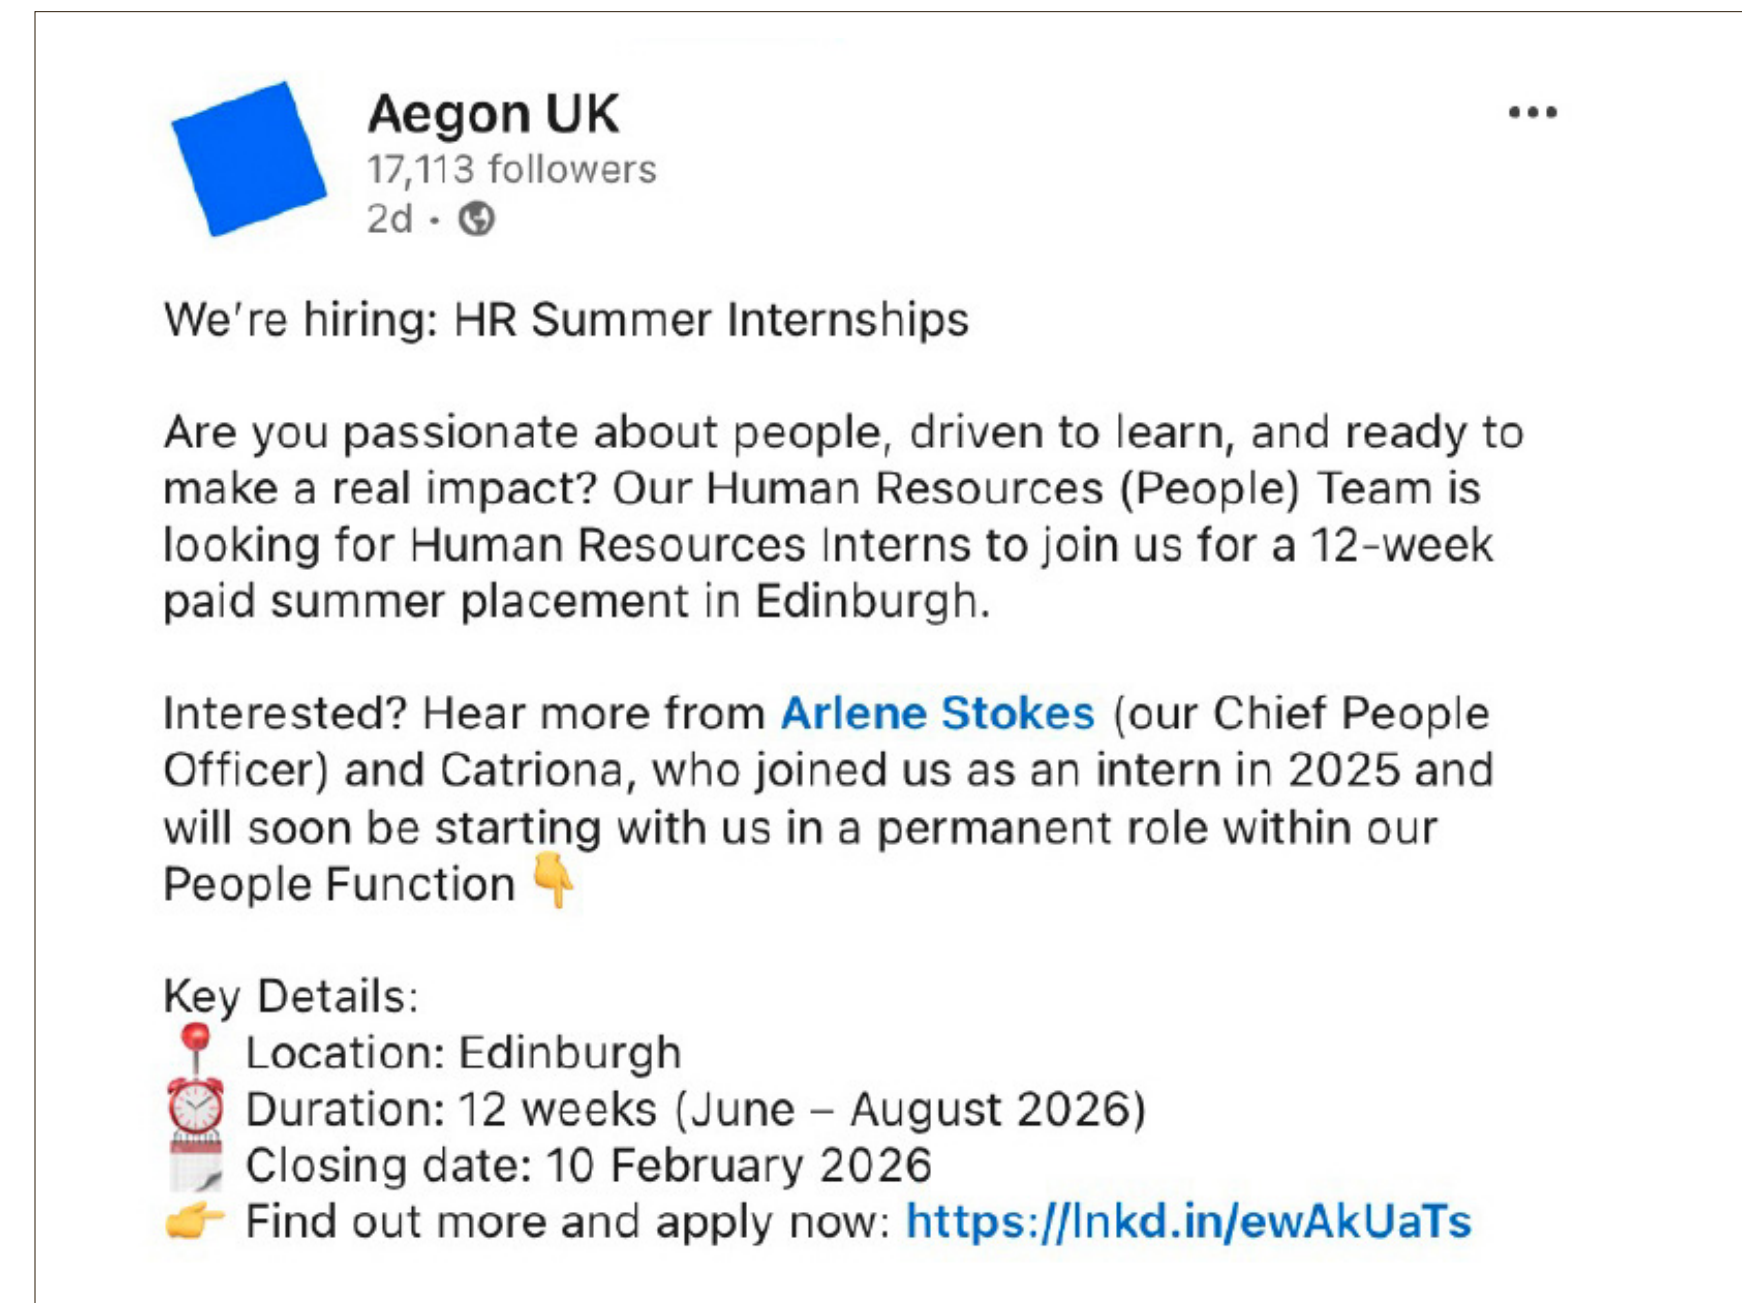 Aegon UK
17,113 followers
2d •
We're hiring: HR Summer Internships
Are you passionate about people, driven to learn, and ready to
make a real impact? Our Human Resources (People) Team is
looking for Human Resources Interns to join us for a 12-week
paid summer placement in Edinburgh.
Interested? Hear more from Arlene Stokes (our Chief People
Officer) and Catriona, who joined us as an intern in 2025 and
will soon be starting with us in a permanent role within our
People Function 👇
Key Details:
📍 Location: Edinburgh
⏰ Duration: 12 weeks (June – August 2026)
🗓️ Closing date: 10 February 2026
👉 Find out more and apply now: https://lnkd.in/ewAkUaTs